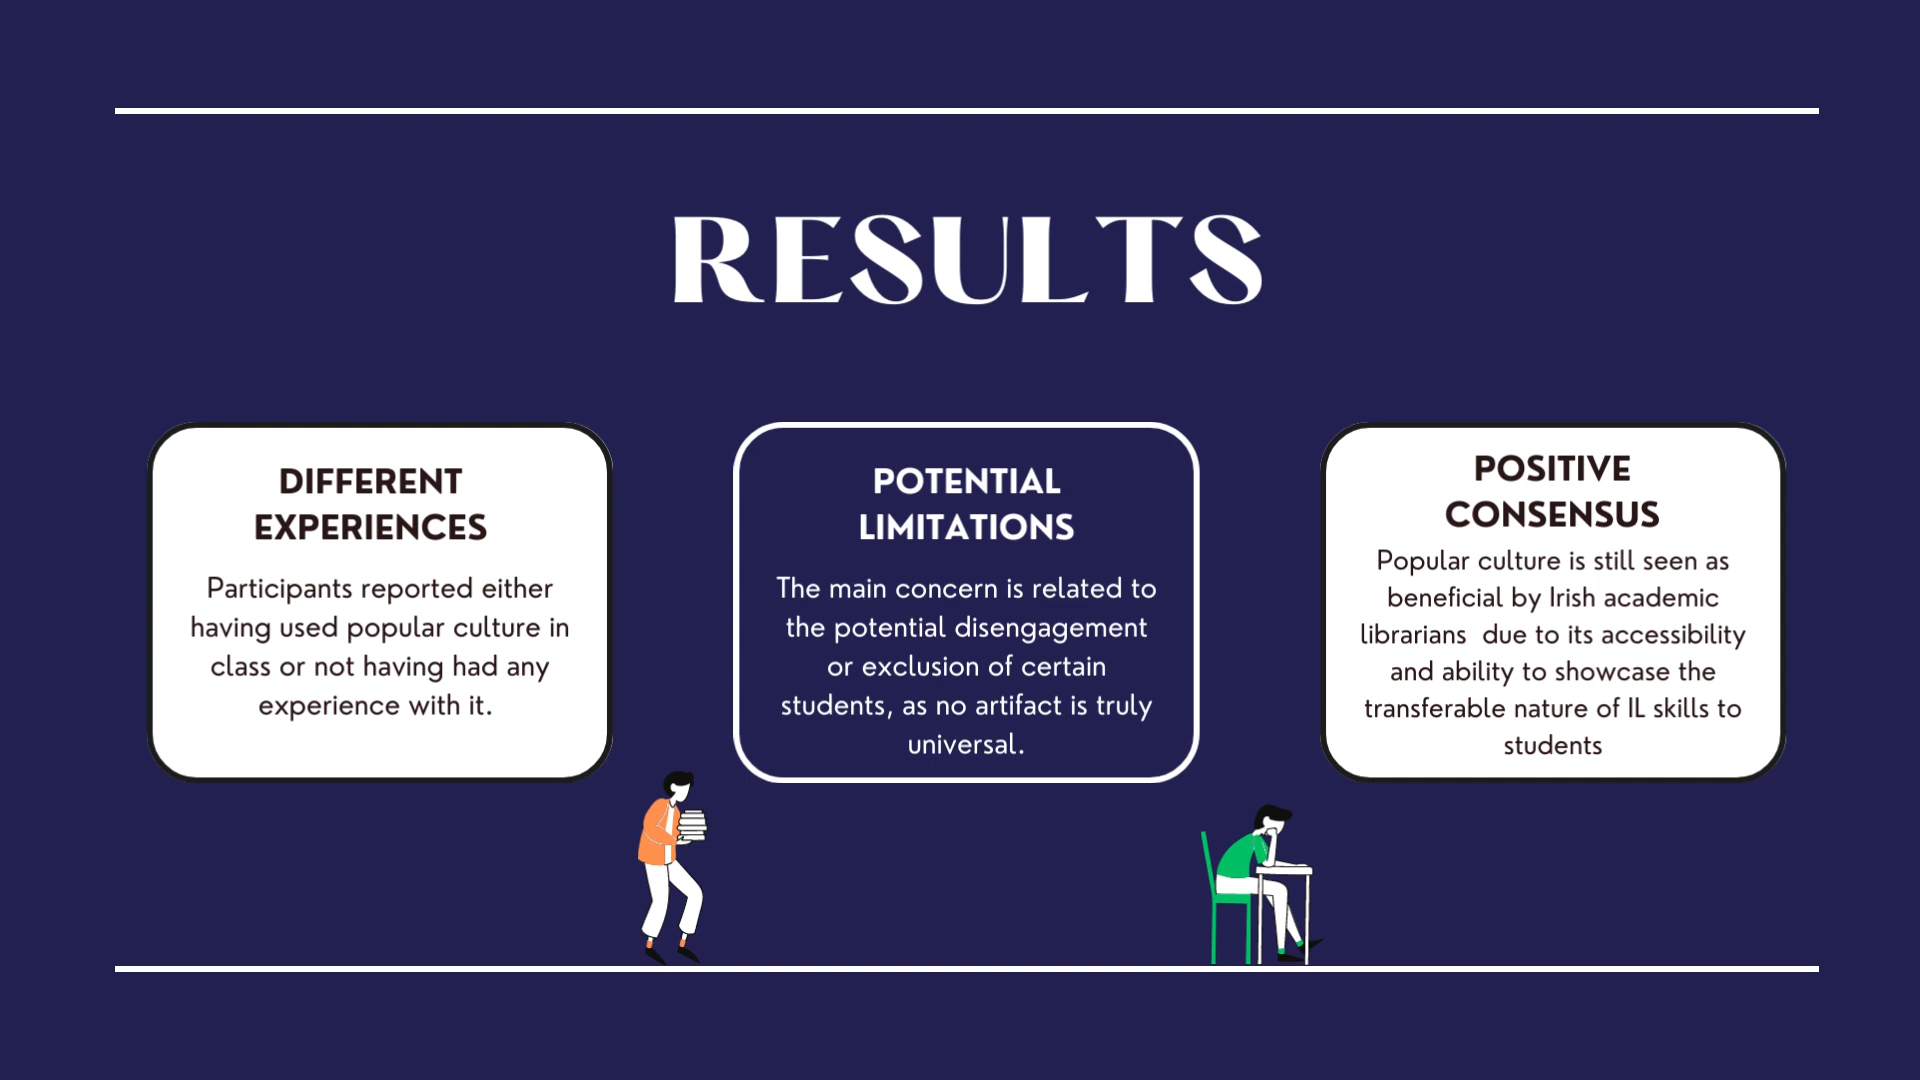 RESULTS
DIFFERENT
EXPERIENCES
Participants reported either
having used popular culture in
class or not having had any
experience with it.
POTENTIAL
LIMITATIONS
The main concern is related to
the potential disengagement
or exclusion of certain
students, as no artifact is truly
universal.
POSITIVE
CONSENSUS
Popular culture is still seen as
beneficial by Irish academic
librarians  due to its accessibility
and ability to showcase the
transferable nature of IL skills to
students